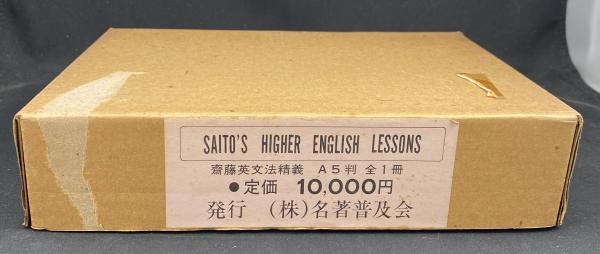 SAITO'S HIGHER ENGLISH LESSONS
齋藤英文法精義 A5判 全1冊
●定価 10,000円
発行 (株)名著普及会